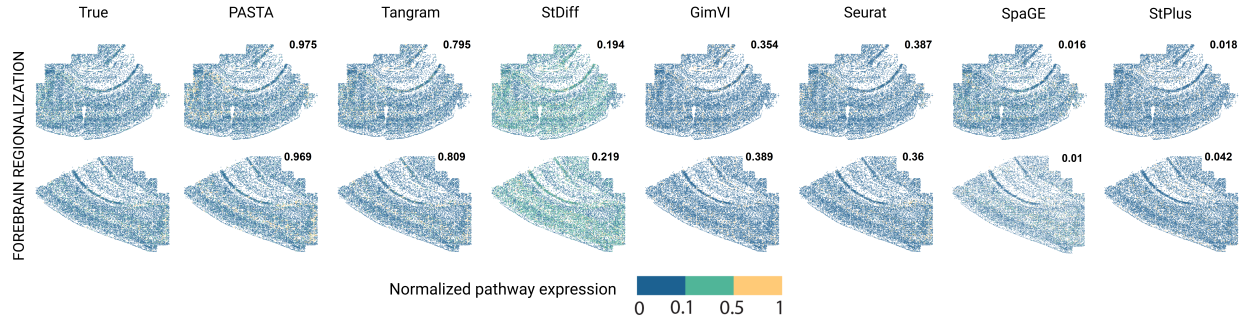 True PASTA Tangram StDiff GimVI Seurat SpaGE StPlus
FOREBRAIN REGIONALIZATION
0.975 0.795 0.194 0.354 0.387 0.016 0.018
0.969 0.809 0.219 0.389 0.36 0.01 0.042
Normalized pathway expression
0 0.1 0.5 1